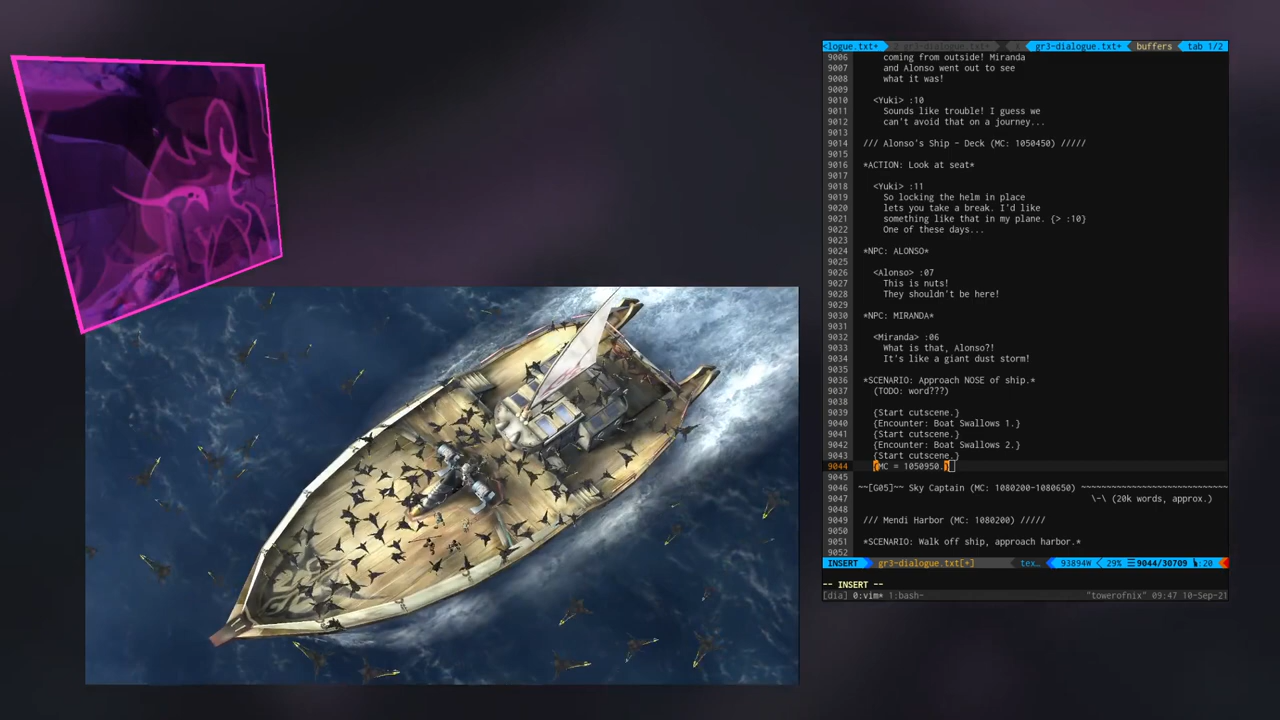 <logue.txt+ gr3-dialogue.txt+ buffers tab 1/2
9006 coming from outside! Miranda
9007 and Alonso went out to see
9008 what it was!
9009
9010 <Yuki> :10
9011 Sounds like trouble! I guess we
9012 can't avoid that on a journey...
9013
9014 /// Alonso's Ship – Deck (MC: 1050450) /////
9015
9016 *ACTION: Look at seat*
9017
9018 <Yuki> :11
9019 So locking the helm in place
9020 lets you take a break. I'd like
9021 something like that in my plane. {> :10}
9022 One of these days...
9023
9024 *NPC: ALONSO*
9025
9026 <Alonso> :07
9027 This is nuts!
9028 They shouldn't be here!
9029
9030 *NPC: MIRANDA*
9031
9032 <Miranda> :06
9033 What is that, Alonso?!
9034 It's like a giant dust storm!
9035
9036 *SCENARIO: Approach NOSE of ship.*
9037 (TODO: word???)
9038
9039 {Start cutscene.}
9040 {Encounter: Boat Swallows 1.}
9041 {Start cutscene.}
9042 {Encounter: Boat Swallows 2.}
9043 {Start cutscene.}
9044 {MC = 1050950.}
9045
9046 ~~[G05]~~ Sky Captain (MC: 1080200-1080650) ~~~~~~~~~~~~~~~~~~~~~~~~~~~~
9047 \-\ (20k words, approx.)
9048
9049 /// Mendi Harbor (MC: 1080200) /////
9050
9051 *SCENARIO: Walk off ship, approach harbor.*
9052
INSERT gr3-dialogue.txt[+] tex… 93894W 29% 9044/30709 :20
-- INSERT --
[dia] 0:vim* 1:bash- "towerofnix" 09:47 10-Sep-21